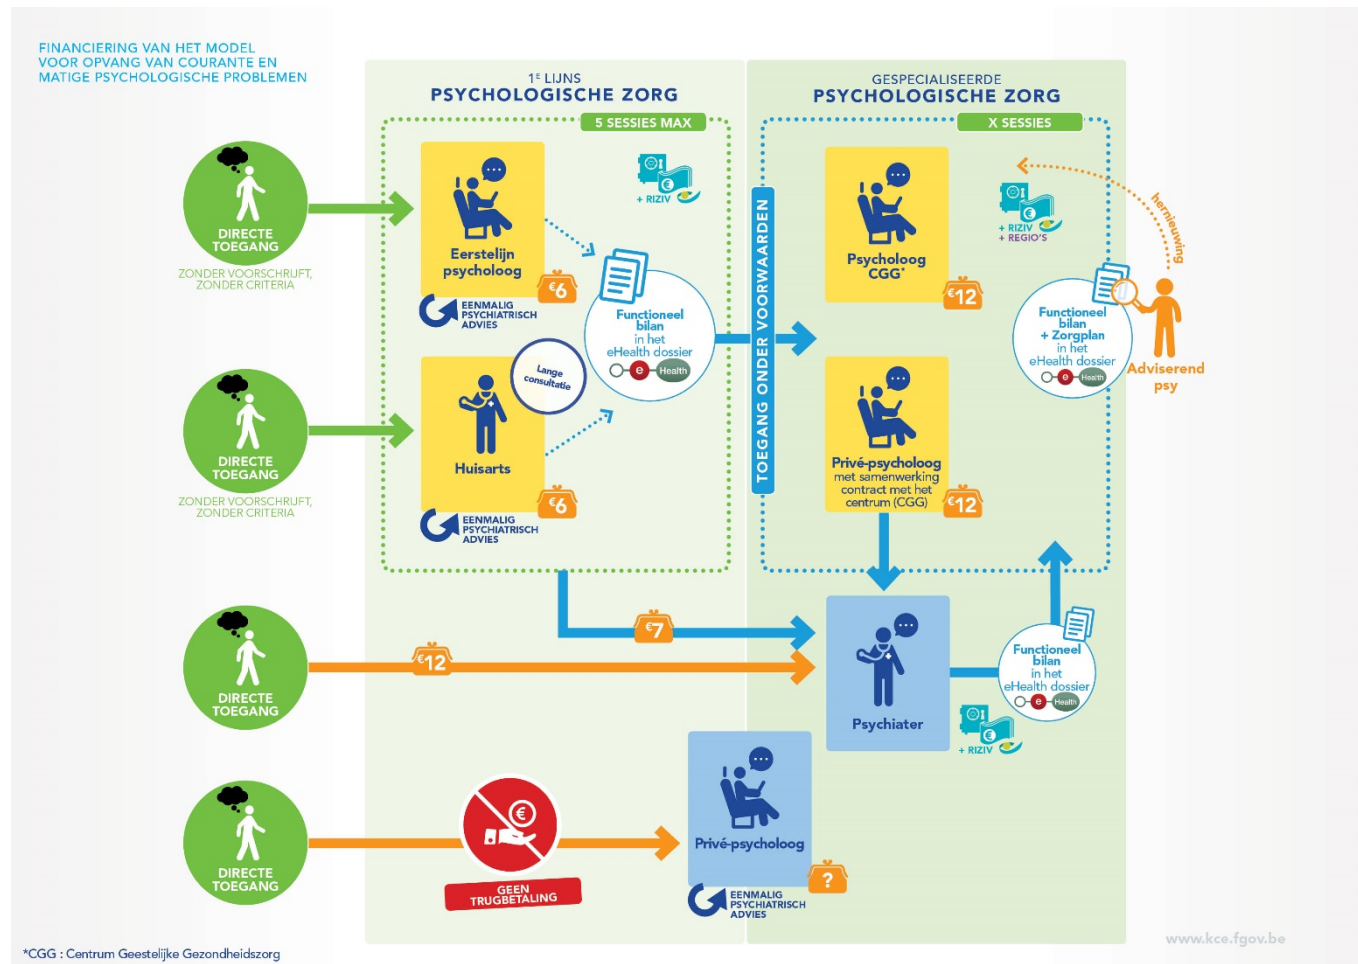 FINANCIERING VAN HET MODEL
VOOR OPVANG VAN COURANTE EN
MATIGE PSYCHOLOGISCHE PROBLEMEN
1E LIJNS
PSYCHOLOGISCHE ZORG
5 SESSIES MAX
GESPECIALISEERDE
PSYCHOLOGISCHE ZORG
X SESSIES
DIRECTE
TOEGANG
ZONDER VOORSCHRIJFT,
ZONDER CRITERIA
Eerstelijn
psycholoog
€6
EENMALIG
PSYCHIATRISCH
ADVIES
+ RIZIV
€
Functioneel
bilan
in het
eHealth dossier
e Health
TOEGANG ONDER VOORWAARDEN
Psycholoog
CGG*
€12
€
+ RIZIV
+ REGIO'S
hernieuwing
Functioneel
bilan
+ Zorgplan
in het
eHealth dossier
e Health
Adviserend
psy
DIRECTE
TOEGANG
ZONDER VOORSCHRIJFT,
ZONDER CRITERIA
Lange
consultatie
Huisarts
€6
EENMALIG
PSYCHIATRISCH
ADVIES
Privé-psycholoog
met samenwerking
contract met het
centrum (CGG)
€12
DIRECTE
TOEGANG
€7
€12
Psychiater
€
+ RIZIV
Functioneel
bilan
in het
eHealth dossier
e Health
DIRECTE
TOEGANG
€
GEEN
TRUGBETALING
Privé-psycholoog
?
EENMALIG
PSYCHIATRISCH
ADVIES
www.kce.fgov.be
*CGG : Centrum Geestelijke Gezondheidszorg